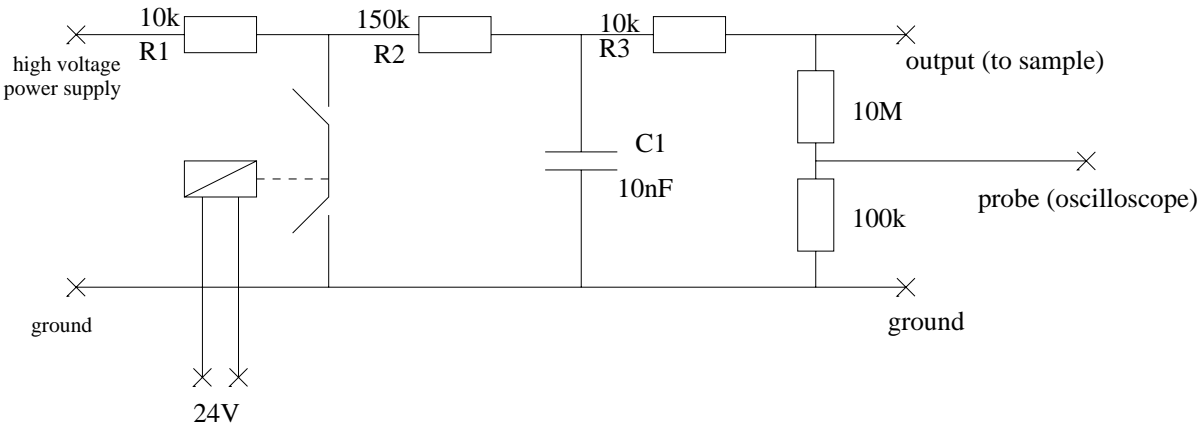 10k
R1
150k
R2
10k
R3
high voltage
power supply
output (to sample)
10M
C1
10nF
probe (oscilloscope)
100k
ground
ground
24V